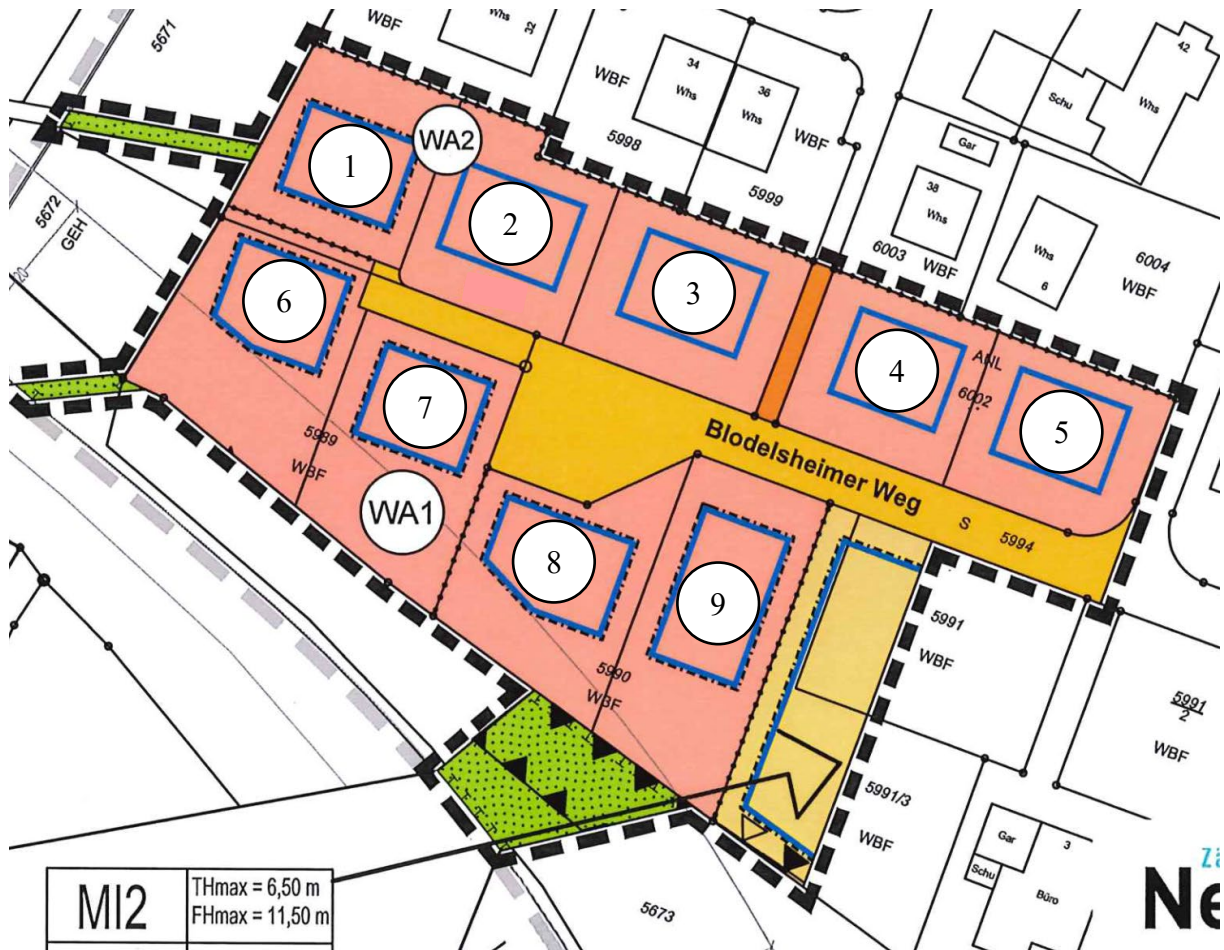 5671
WBF
Whs
32
34
Whs
36
Whs
WBF
WBF
5998
5999
42
Schu
Whs
Gar
38
Whs
6003
WBF
Whs
6
6004
WBF
5672
GEH
20
WA2
1
2
3
4
5
6
7
8
9
ANL
6002
5989
WBF
WA1
Blodelsheimer Weg
S
5994
5990
WBF
5991
WBF
5991
2
WBF
5991/3
WBF
Gar
3
Schu
Büro
5673
MI2
THmax = 6,50 m
FHmax = 11,50 m
Zä
Ne